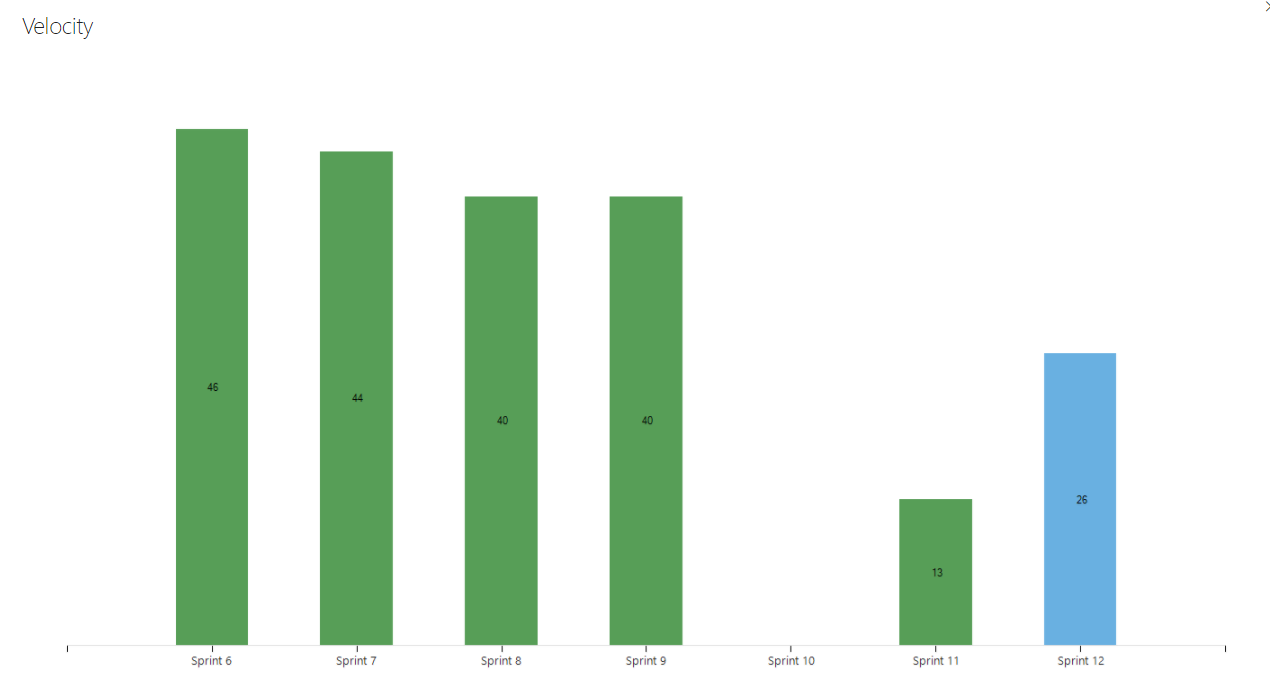 Velocity
46
44
40
40
13
26
Sprint 6
Sprint 7
Sprint 8
Sprint 9
Sprint 10
Sprint 11
Sprint 12